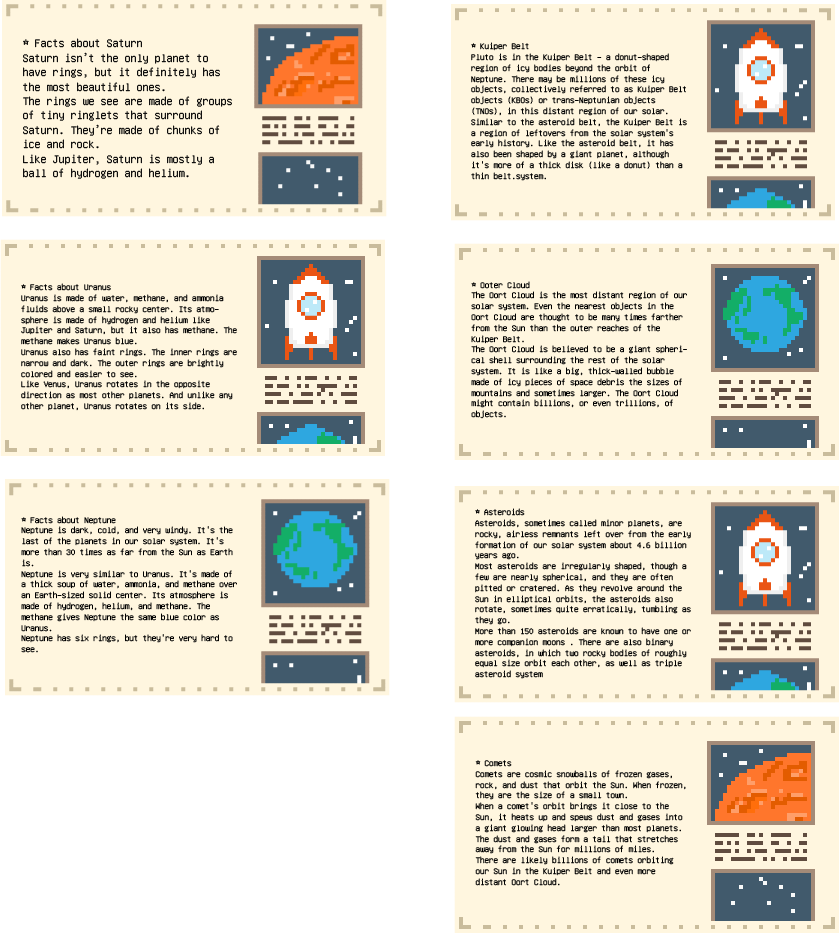 * Facts about Saturn
Saturn isn't the only planet to
have rings, but it definitely has
the most beautiful ones.
The rings we see are made of groups
of tiny ringlets that surround
Saturn. They're made of chunks of
ice and rock.
Like Jupiter, Saturn is mostly a
ball of hydrogen and helium.
* Facts about Uranus
Uranus is made of water, methane, and ammonia
fluids above a small rocky center. Its atmo-
sphere is made of hydrogen and helium like
Jupiter and Saturn, but it also has methane. The
methane makes Uranus blue.
Uranus also has faint rings. The inner rings are
narrow and dark. The outer rings are brightly
colored and easier to see.
Like Venus, Uranus rotates in the opposite
direction as most other planets. And unlike any
other planet, Uranus rotates on its side.
* Facts about Neptune
Neptune is dark, cold, and very windy. It's the
last of the planets in our solar system. It's
more than 30 times as far from the Sun as Earth
is.
Neptune is very similar to Uranus. It's made of
a thick soup of water, ammonia, and methane over
an Earth-sized solid center. Its atmosphere is
made of hydrogen, helium, and methane. The
methane gives Neptune the same blue color as
Uranus.
Neptune has six rings, but they're very hard to
see.
* Kuiper Belt
Pluto is in the Kuiper Belt – a donut-shaped
region of icy bodies beyond the orbit of
Neptune. There may be millions of these icy
objects, collectively referred to as Kuiper Belt
objects (KBOs) or trans-Neptunian objects
(TNOs), in this distant region of our solar.
Similar to the asteroid belt, the Kuiper Belt is
a region of leftovers from the solar system's
early history. Like the asteroid belt, it has
also been shaped by a giant planet, although
it's more of a thick disk (like a donut) than a
thin belt.system.
* Ooter Cloud
The Oort Cloud is the most distant region of our
solar system. Even the nearest objects in the
Oort Cloud are thought to be many times farther
from the Sun than the outer reaches of the
Kuiper Belt.
The Oort Cloud is believed to be a giant spheri-
cal shell surrounding the rest of the solar
system. It is like a big, thick-walled bubble
made of icy pieces of space debris the sizes of
mountains and sometimes larger. The Oort Cloud
might contain billions, or even trillions, of
objects.
* Asteroids
Asteroids, sometimes called minor planets, are
rocky, airless remnants left over from the early
formation of our solar system about 4.6 billion
years ago.
Most asteroids are irregularly shaped, though a
few are nearly spherical, and they are often
pitted or cratered. As they revolve around the
Sun in elliptical orbits, the asteroids also
rotate, sometimes quite erratically, tumbling as
they go.
More than 150 asteroids are known to have one or
more companion moons . There are also binary
asteroids, in which two rocky bodies of roughly
equal size orbit each other, as well as triple
asteroid system
* Comets
Comets are cosmic snowballs of frozen gases,
rock, and dust that orbit the Sun. When frozen,
they are the size of a small town.
When a comet's orbit brings it close to the
Sun, it heats up and spews dust and gases into
a giant glowing head larger than most planets.
The dust and gases form a tail that stretches
away from the Sun for millions of miles.
There are likely billions of comets orbiting
our Sun in the Kuiper Belt and even more
distant Oort Cloud.